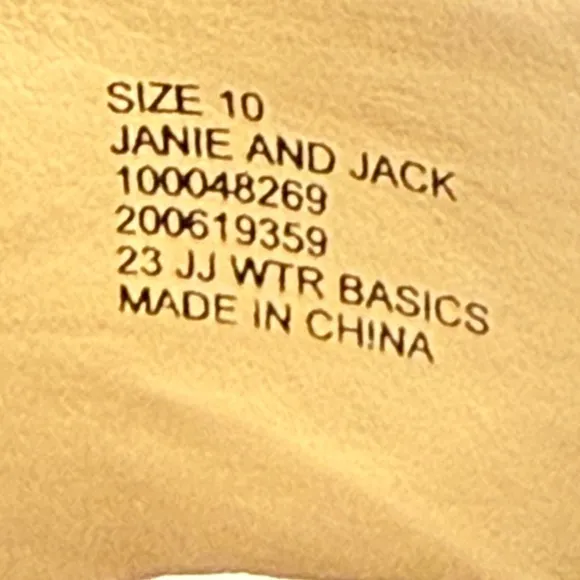 SIZE 10
JANIE AND JACK
100048269
200619359
23 JJ WTR BASICS
MADE IN CHINA